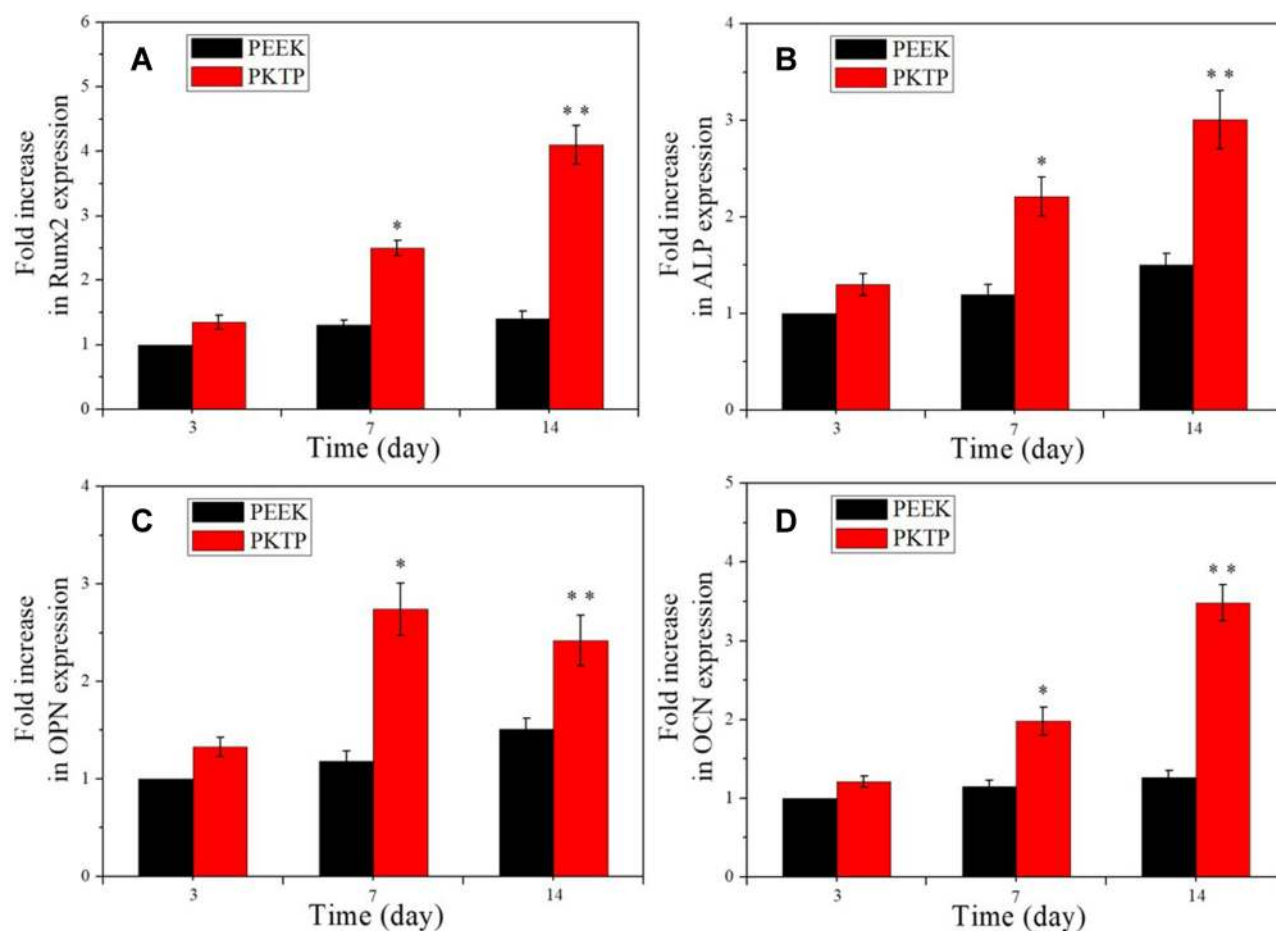 A
PEEK
PKTP
6
5
4
3
2
1
0
* *
*
Fold increase
in Runx2 expression
3
7
14
Time (day)
B
PEEK
PKTP
4
3
2
1
0
* *
*
Fold increase
in ALP expression
3
7
14
Time (day)
C
PEEK
PKTP
4
3
2
1
0
*
* *
Fold increase
in OPN expression
3
7
14
Time (day)
D
PEEK
PKTP
5
4
3
2
1
0
* *
*
Fold increase
in OCN expression
3
7
14
Time (day)